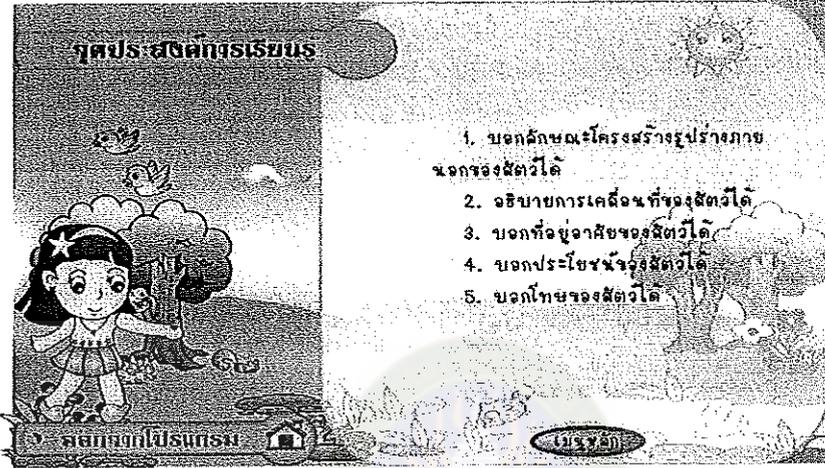 จุดประสงค์การเรียนรู้
1. บอกลักษณะโครงสร้างรูปร่างภาย
นอกของสัตว์ได้
2. อธิบายการเคลื่อนที่ของสัตว์ได้
3. บอกที่อยู่อาศัยของสัตว์ได้
4. บอกประโยชน์ของสัตว์ได้
5. บอกโทษของสัตว์ได้
ออกจากโปรแกรม
เมนูหลัก